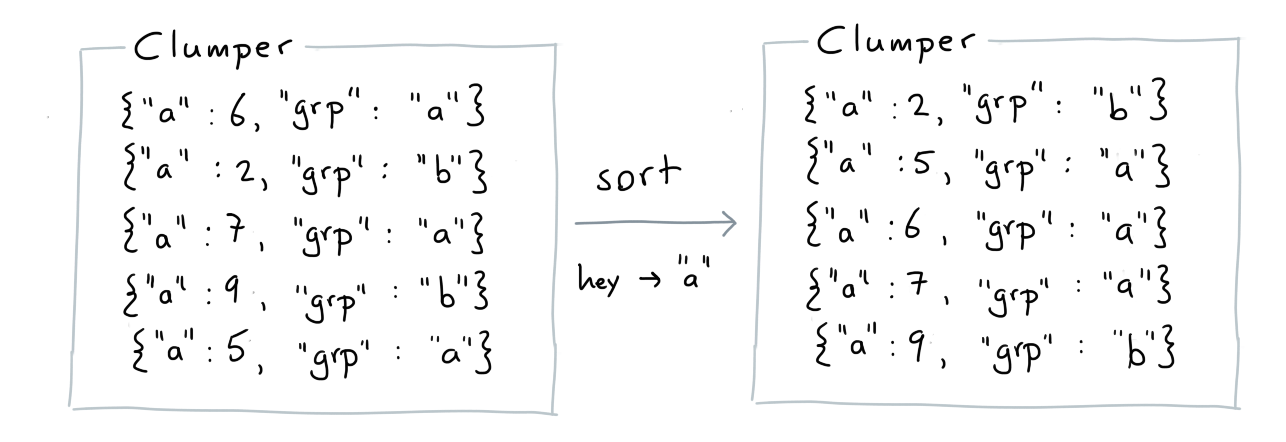 Clumper
{"a" : 6, "grp" : "a"}
{"a" : 2, "grp" : "b"}
{"a" : 7, "grp" : "a"}
{"a" : 9, "grp" : "b"}
{"a" : 5, "grp" : "a"}
sort
key → "a"
Clumper
{"a" : 2, "grp" : "b"}
{"a" : 5, "grp" : "a"}
{"a" : 6, "grp" : "a"}
{"a" : 7, "grp" : "a"}
{"a" : 9, "grp" : "b"}